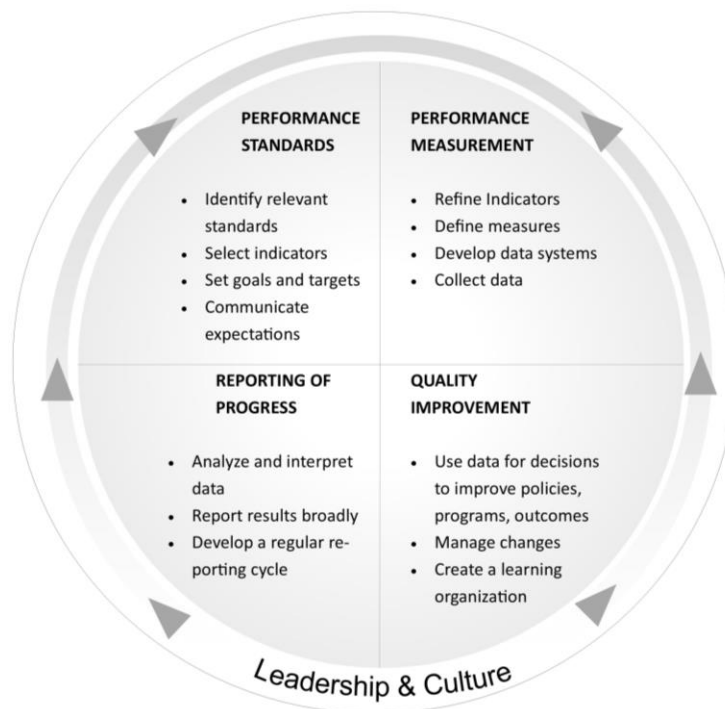 PERFORMANCE
STANDARDS
• Identify relevant
standards
• Select indicators
• Set goals and targets
• Communicate
expectations
PERFORMANCE
MEASUREMENT
• Refine Indicators
• Define measures
• Develop data systems
• Collect data
REPORTING OF
PROGRESS
• Analyze and interpret
data
• Report results broadly
• Develop a regular re-
porting cycle
QUALITY
IMPROVEMENT
• Use data for decisions
to improve policies,
programs, outcomes
• Manage changes
• Create a learning
organization
Leadership & Culture